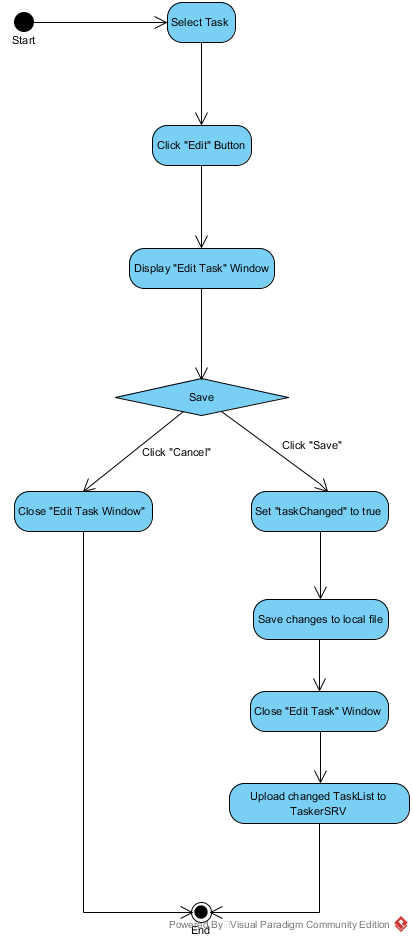 Select Task
Start
Click "Edit" Button
Display "Edit Task" Window
Save
Click "Cancel"
Click "Save"
Close "Edit Task Window"
Set "taskChanged" to true
Save changes to local file
Close "Edit Task" Window
Upload changed TaskList to
TaskerSRV
Powered By Visual Paradigm Community Edition
End